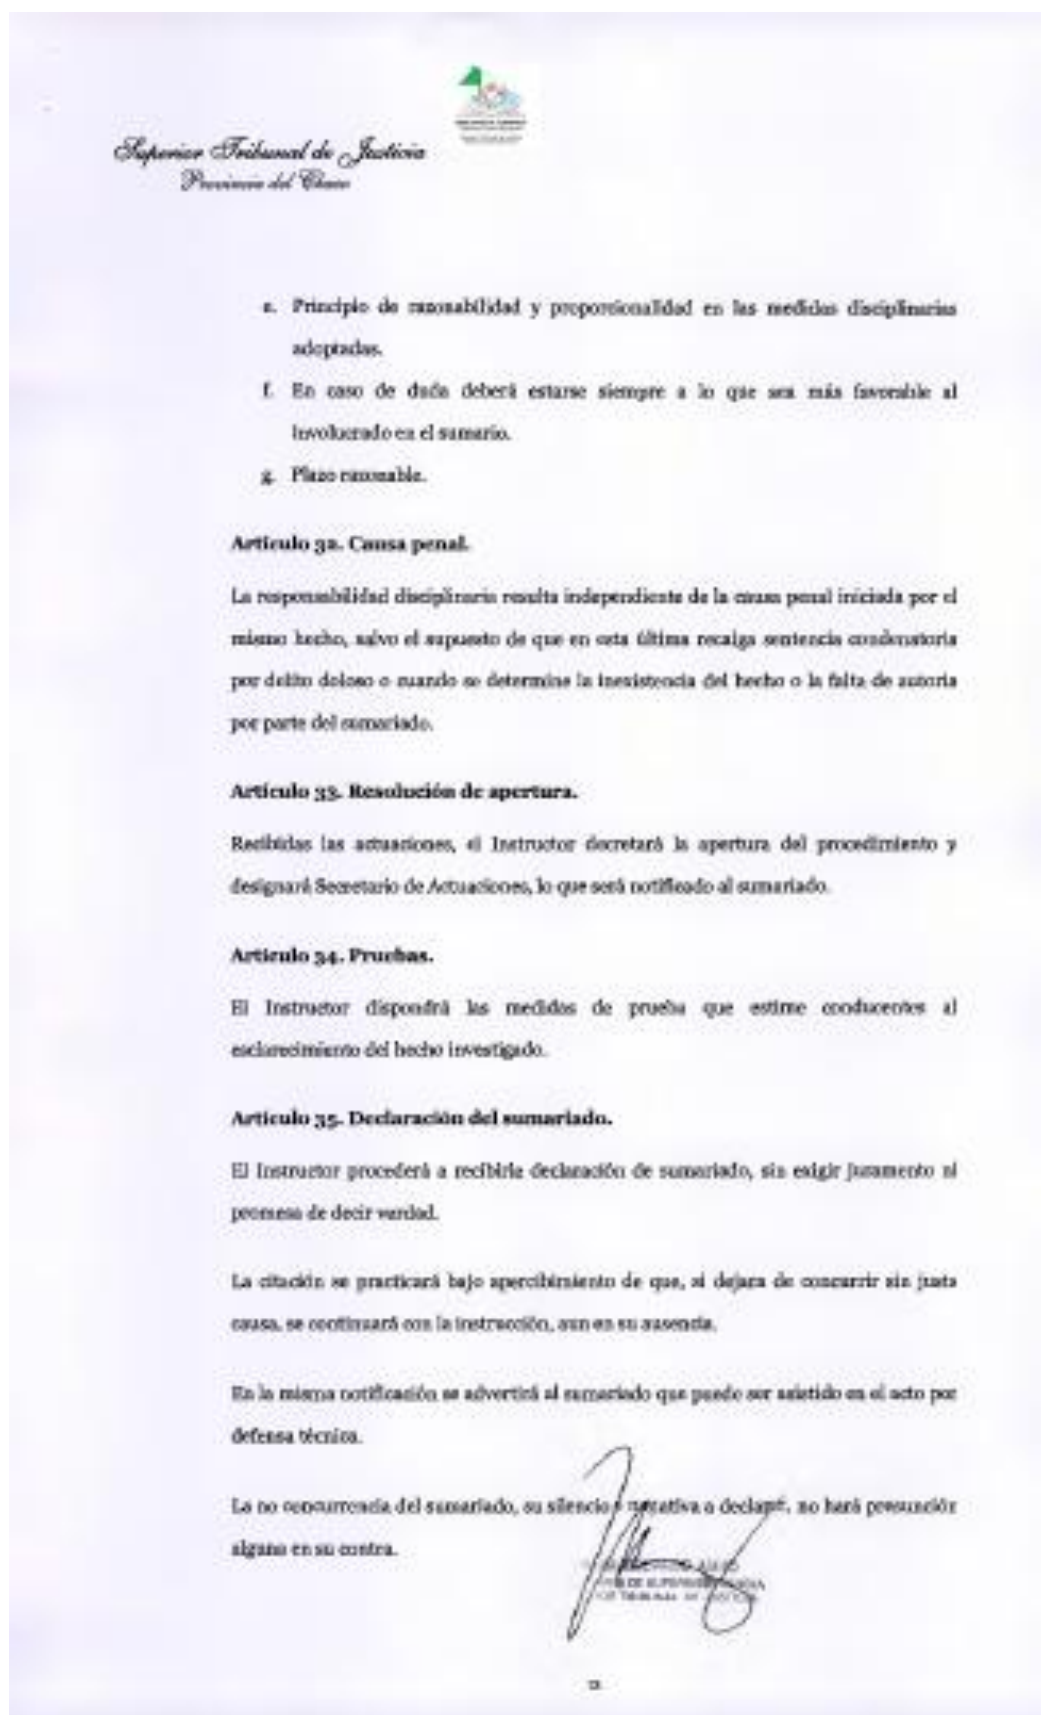 Superior Tribunal de Justicia
Provincia del Chaco
e. Principio de razonabilidad y proporcionalidad en las medidas disciplinarias
adoptadas.
f. En caso de duda deberá estarse siempre a lo que sea más favorable al
involucrado en el sumario.
g. Plazo razonable.
Artículo 32. Causa penal.
La responsabilidad disciplinaria resulta independiente de la causa penal iniciada por el
mismo hecho, salvo el supuesto de que en esta última recaiga sentencia condenatoria
por delito doloso o cuando se determine la inexistencia del hecho o la falta de autoría
por parte del sumariado.
Artículo 33. Resolución de apertura.
Recibidas las actuaciones, el Instructor decretará la apertura del procedimiento y
designará Secretario de Actuaciones, lo que será notificado al sumariado.
Artículo 34. Pruebas.
El Instructor dispondrá las medidas de prueba que estime conducentes al
esclarecimiento del hecho investigado.
Artículo 35. Declaración del sumariado.
El Instructor procederá a recibirle declaración de sumariado, sin exigir juramento ni
promesa de decir verdad.
La citación se practicará bajo apercibimiento de que, si dejara de concurrir sin justa
causa, se continuará con la instrucción, aun en su ausencia.
En la misma notificación se advertirá al sumariado que puede ser asistido en el acto por
defensa técnica.
La no concurrencia del sumariado, su silencio o negativa a declarar, no hará presunción
alguna en su contra.
DE SUPERINTENDENCIA
TRIBUNAL DE JUSTICIA